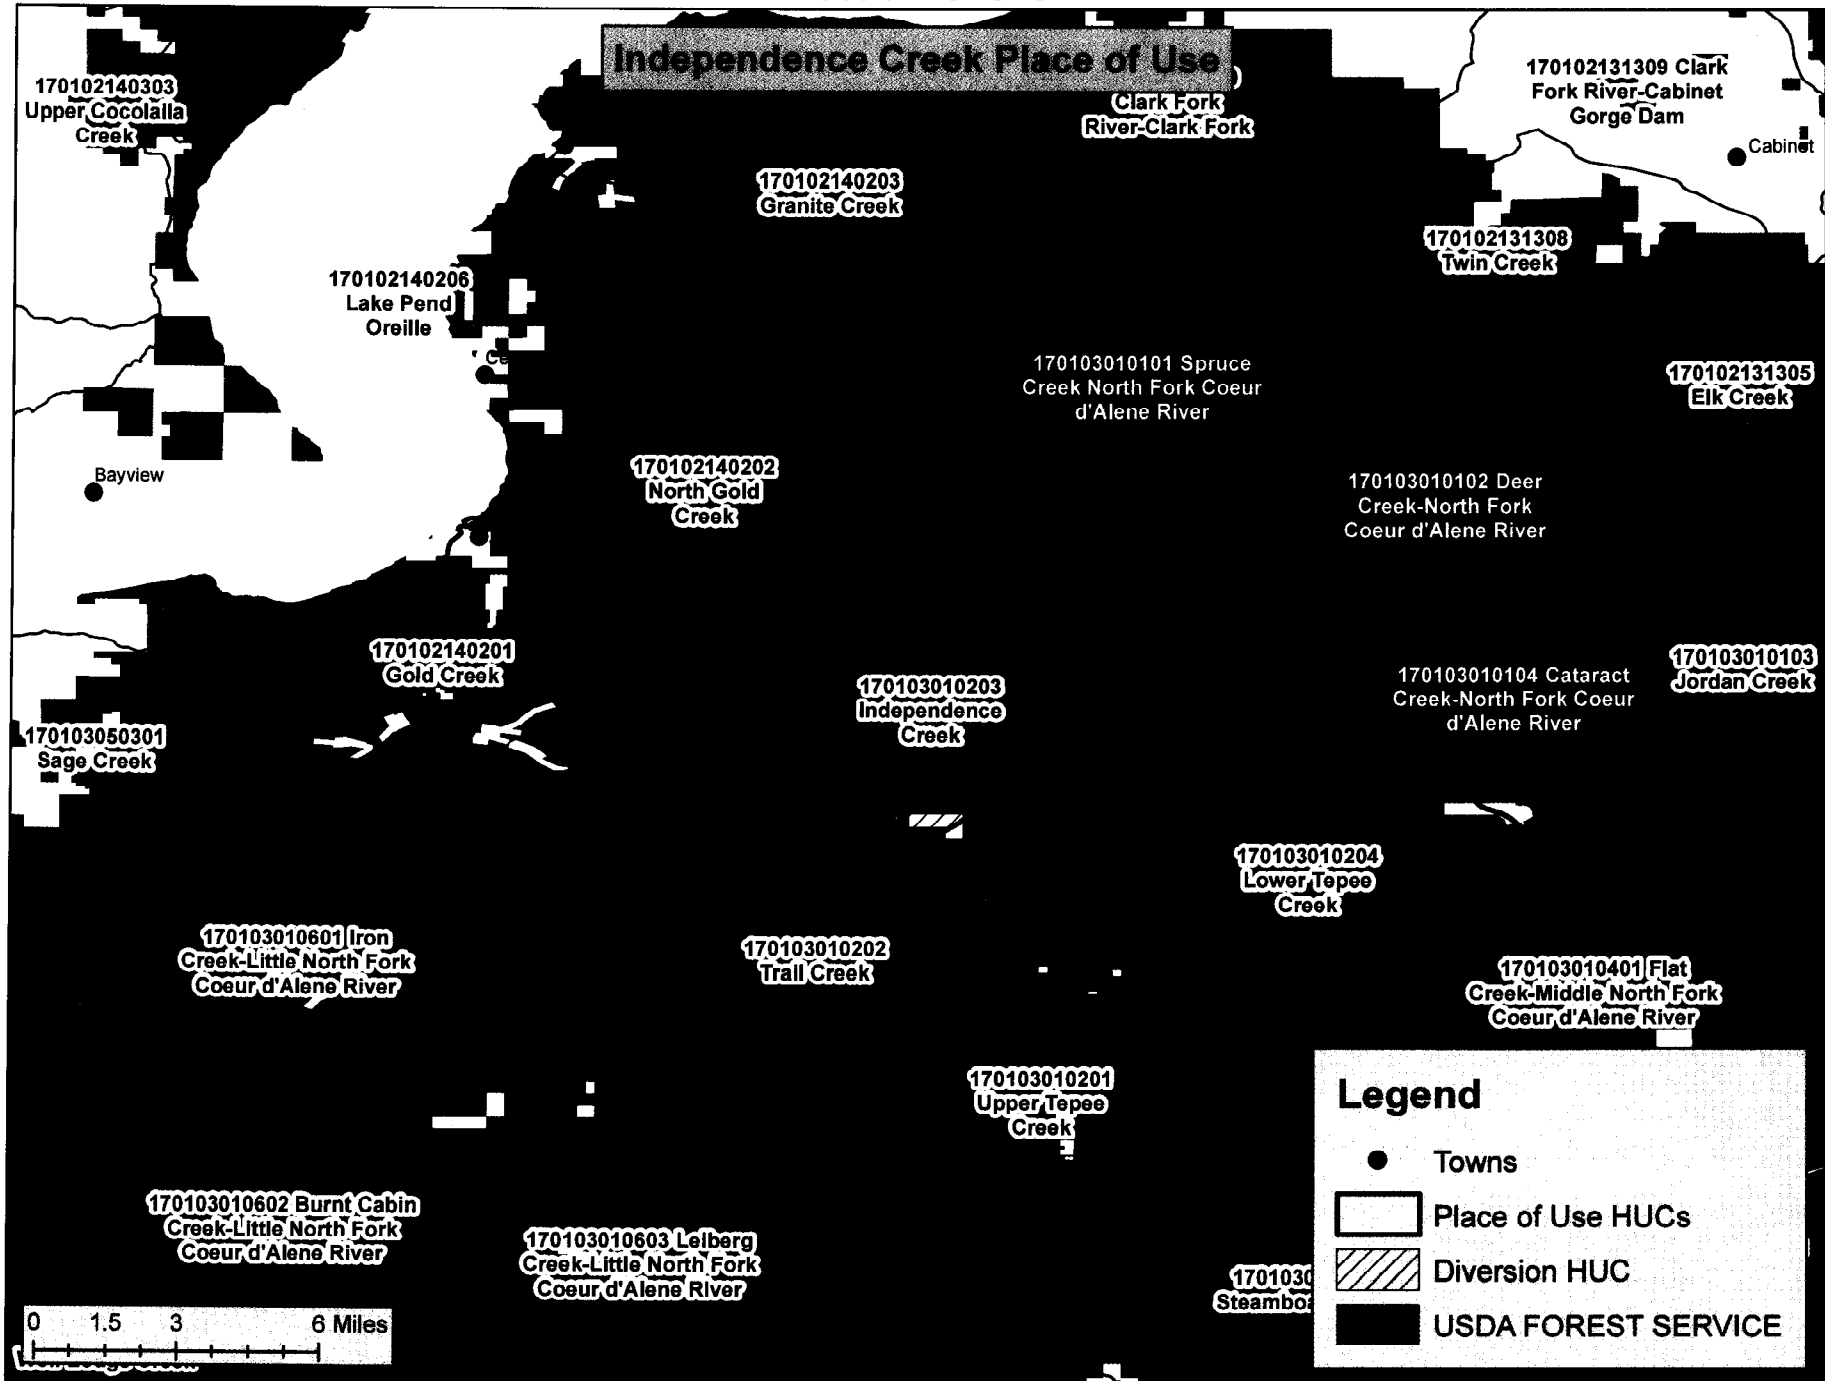 Independence Creek Place of Use
170102140303
Upper Cocolalla
Creek
Clark Fork
River-Clark Fork
170102131309 Clark
Fork River-Cabinet
Gorge Dam
Cabinet
170102140203
Granite Creek
170102131308
Twin Creek
170102140206
Lake Pend
Oreille
170103010101 Spruce
Creek North Fork Coeur
d'Alene River
170102131305
Elk Creek
Bayview
170102140202
North Gold
Creek
170103010102 Deer
Creek-North Fork
Coeur d'Alene River
170102140201
Gold Creek
170103010203
Independence
Creek
170103010104 Cataract
Creek-North Fork Coeur
d'Alene River
170103010103
Jordan Creek
170103050301
Sage Creek
170103010204
Lower Tepee
Creek
170103010601 Iron
Creek-Little North Fork
Coeur d'Alene River
170103010202
Trail Creek
170103010401 Flat
Creek-Middle North Fork
Coeur d'Alene River
170103010201
Upper Tepee
Creek
170103010602 Burnt Cabin
Creek-Little North Fork
Coeur d'Alene River
170103010603 Leiberg
Creek-Little North Fork
Coeur d'Alene River
Legend
Towns
Place of Use HUCs
Diversion HUC
USDA FOREST SERVICE
0 1.5 3 6 Miles